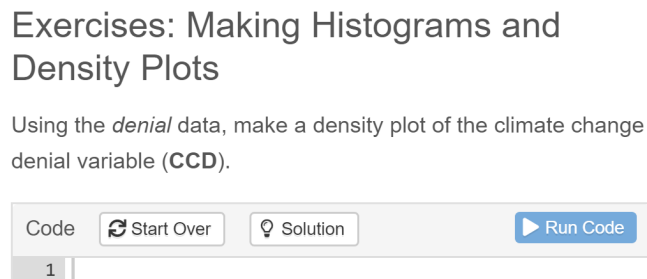 Exercises: Making Histograms and
Density Plots
Using the denial data, make a density plot of the climate change
denial variable (CCD).
Code Start Over Solution Run Code
1